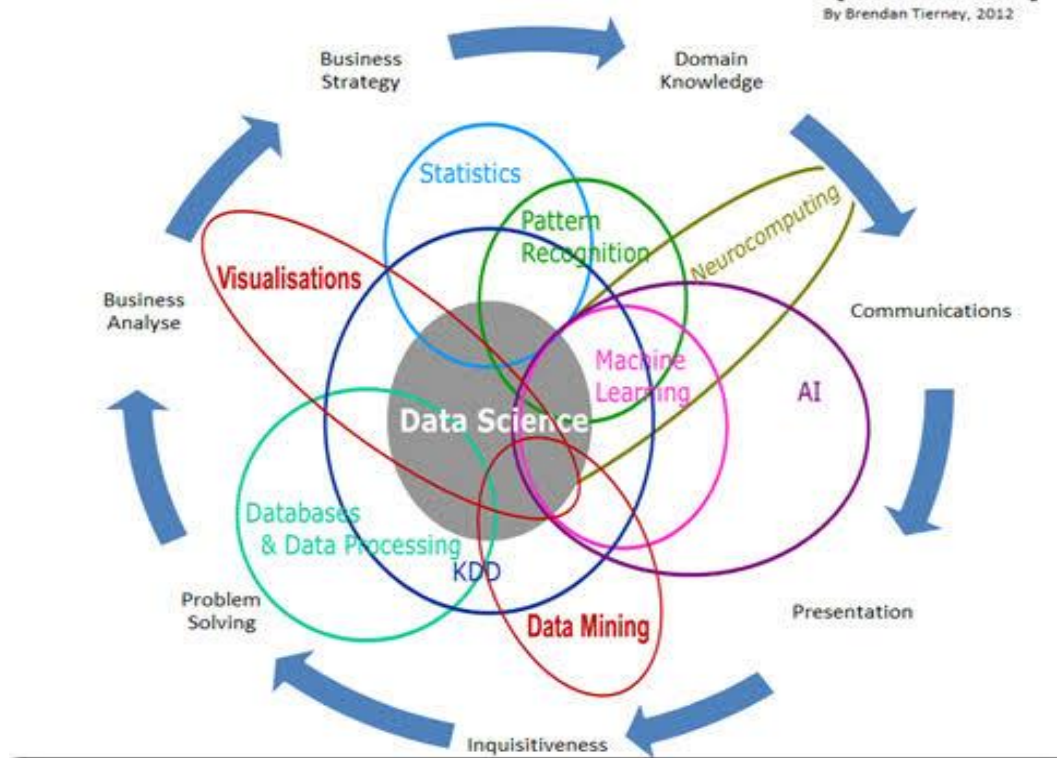 By Brendan Tierney, 2012
Business
Strategy
Domain
Knowledge
Statistics
Pattern
Recognition
Neurocomputing
Visualisations
Business
Analyse
Communications
Machine
Learning
AI
Data Science
Databases
& Data Processing
KDD
Problem
Solving
Data Mining
Presentation
Inquisitiveness